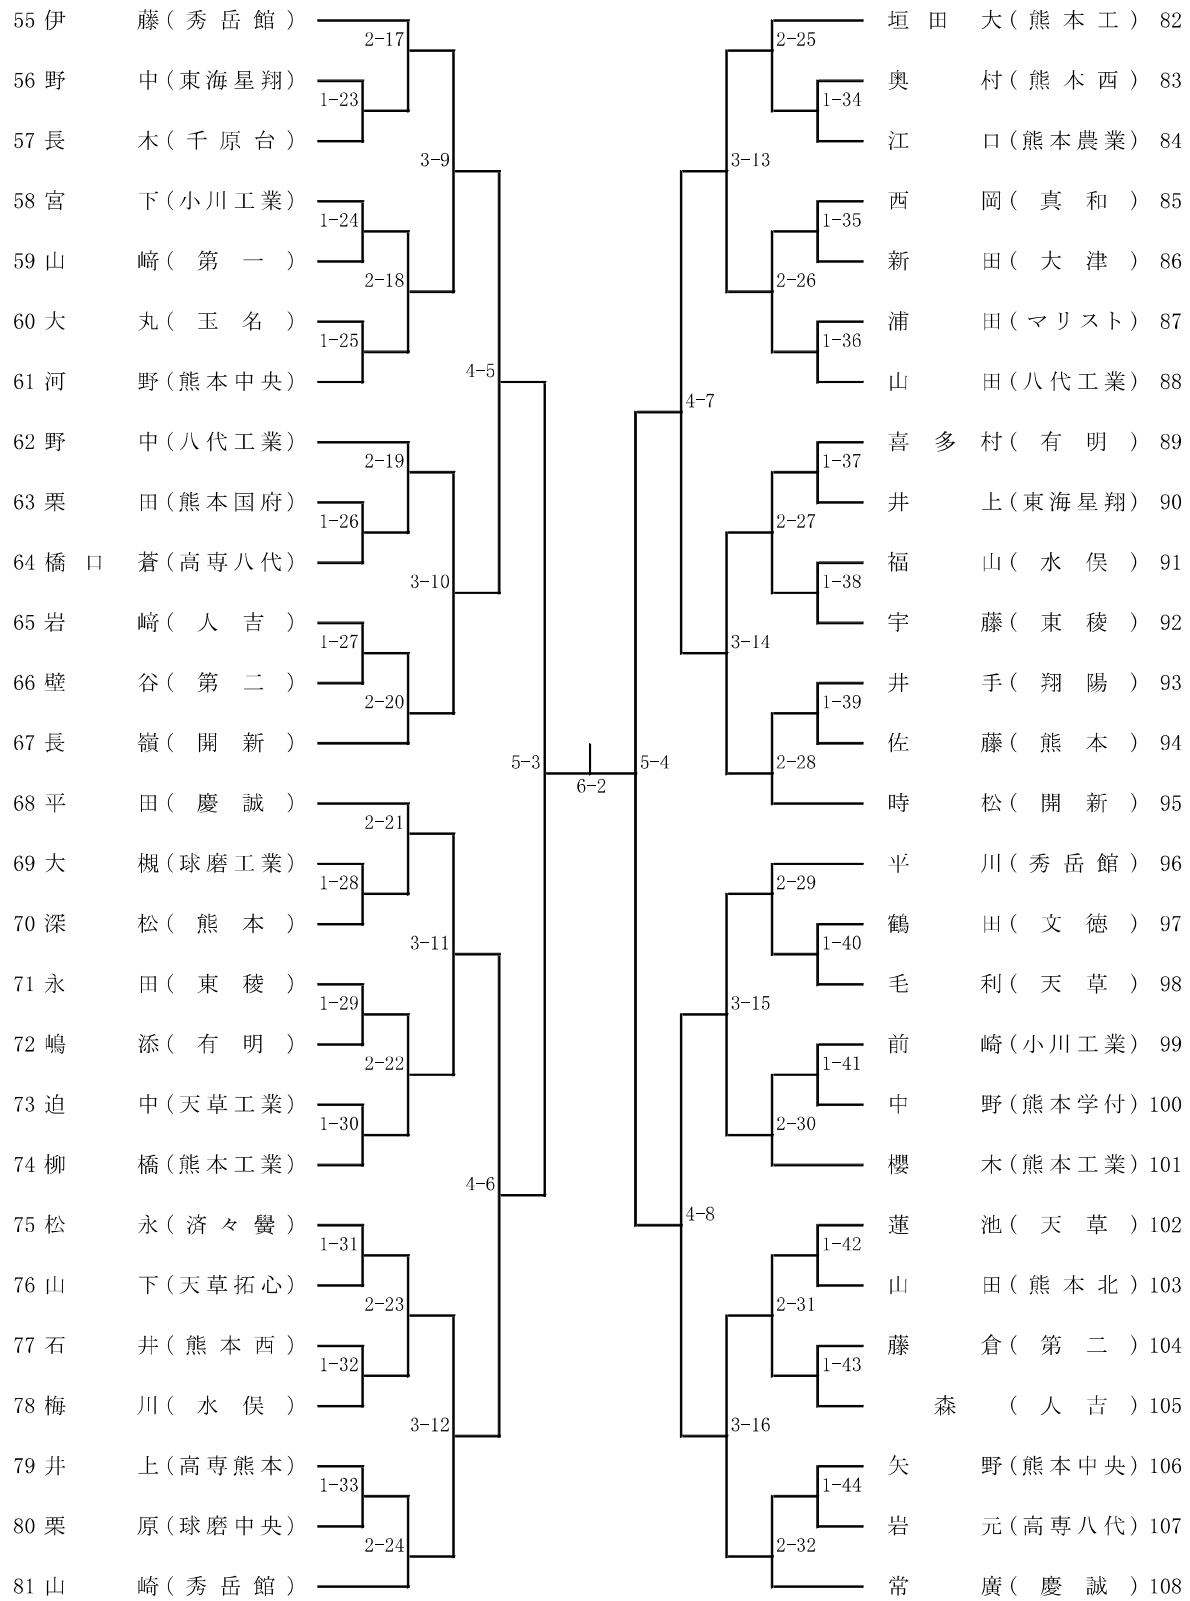 55 伊 藤 ( 秀 岳 館 )
2-17
56 野 中 ( 東 海 星 翔 )
1-23
57 長 木 ( 千 原 台 )
3-9
58 宮 下 ( 小 川 工 業 )
1-24
59 山 﨑 ( 第 一 )
2-18
60 大 丸 ( 玉 名 )
1-25
61 河 野 ( 熊 本 中 央 )
4-5
62 野 中 ( 八 代 工 業 )
2-19
63 栗 田 ( 熊 本 国 府 )
1-26
64 橋 口 蒼 ( 高 専 八 代 )
3-10
65 岩 﨑 ( 人 吉 )
1-27
66 壁 谷 ( 第 二 )
2-20
67 長 嶺 ( 開 新 )
5-3
68 平 田 ( 慶 誠 )
2-21
69 大 槻 ( 球 磨 工 業 )
1-28
70 深 松 ( 熊 本 )
3-11
71 永 田 ( 東 稜 )
1-29
72 嶋 添 ( 有 明 )
2-22
73 迫 中 ( 天 草 工 業 )
1-30
74 柳 橋 ( 熊 本 工 業 )
4-6
75 松 永 ( 済 々 黌 )
1-31
76 山 下 ( 天 草 拓 心 )
2-23
77 石 井 ( 熊 本 西 )
1-32
78 梅 川 ( 水 俣 )
3-12
79 井 上 ( 高 専 熊 本 )
1-33
80 栗 原 ( 球 磨 中 央 )
2-24
81 山 崎 ( 秀 岳 館 )
6-2
垣 田 大 ( 熊 本 工 ) 82
2-25
奥 村 ( 熊 本 西 ) 83
1-34
江 口 ( 熊 本 農 業 ) 84
3-13
西 岡 ( 真 和 ) 85
1-35
新 田 ( 大 津 ) 86
2-26
浦 田 ( マ リ ス ト ) 87
1-36
山 田 ( 八 代 工 業 ) 88
4-7
喜 多 村 ( 有 明 ) 89
1-37
井 上 ( 東 海 星 翔 ) 90
2-27
福 山 ( 水 俣 ) 91
1-38
宇 藤 ( 東 稜 ) 92
3-14
井 手 ( 翔 陽 ) 93
1-39
佐 藤 ( 熊 本 ) 94
2-28
5-4
時 松 ( 開 新 ) 95
平 川 ( 秀 岳 館 ) 96
2-29
鶴 田 ( 文 徳 ) 97
1-40
毛 利 ( 天 草 ) 98
3-15
前 崎 ( 小 川 工 業 ) 99
1-41
中 野 ( 熊 本 学 付 ) 100
2-30
櫻 木 ( 熊 本 工 業 ) 101
4-8
蓮 池 ( 天 草 ) 102
1-42
山 田 ( 熊 本 北 ) 103
2-31
藤 倉 ( 第 二 ) 104
1-43
森 ( 人 吉 ) 105
3-16
矢 野 ( 熊 本 中 央 ) 106
1-44
岩 元 ( 高 専 八 代 ) 107
2-32
常 廣 ( 慶 誠 ) 108